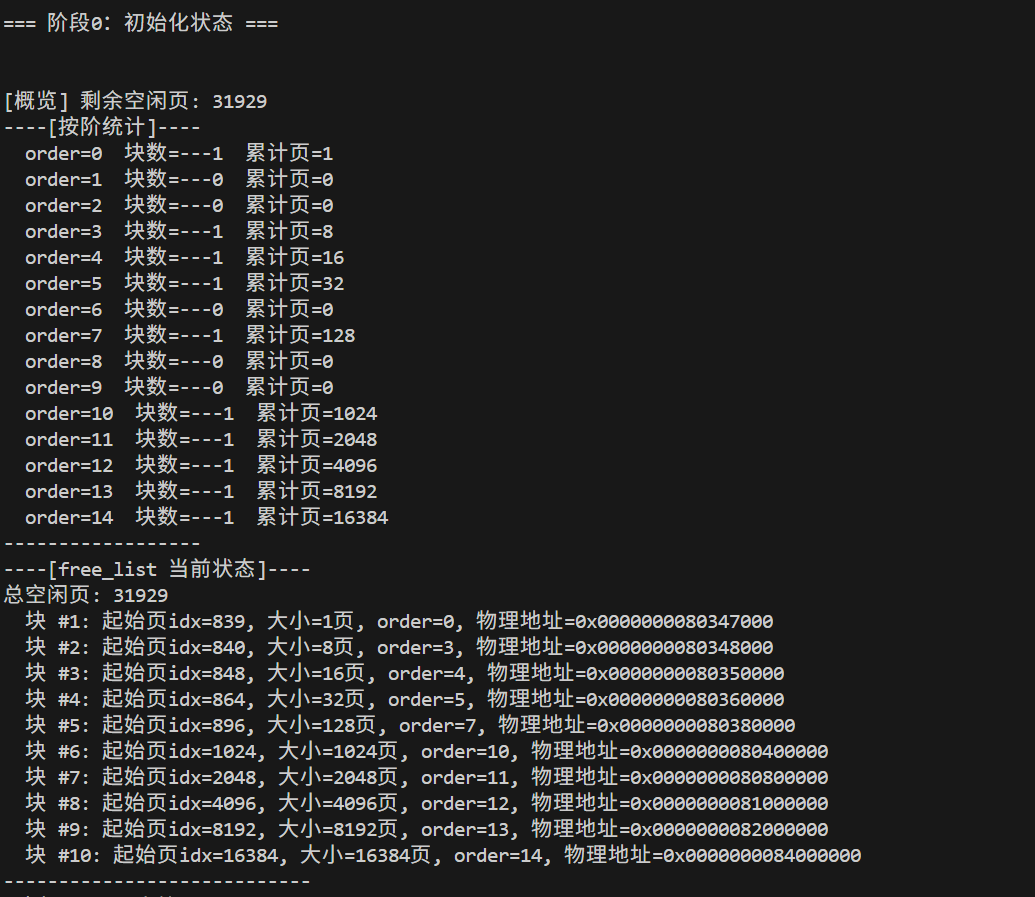 === 阶段0: 初始化状态 ===
[概览] 剩余空闲页: 31929
----[按阶统计]----
order=0 块数=---1 累计页=1
order=1 块数=---0 累计页=0
order=2 块数=---0 累计页=0
order=3 块数=---1 累计页=8
order=4 块数=---1 累计页=16
order=5 块数=---1 累计页=32
order=6 块数=---0 累计页=0
order=7 块数=---1 累计页=128
order=8 块数=---0 累计页=0
order=9 块数=---0 累计页=0
order=10 块数=---1 累计页=1024
order=11 块数=---1 累计页=2048
order=12 块数=---1 累计页=4096
order=13 块数=---1 累计页=8192
order=14 块数=---1 累计页=16384
------------------
----[free_list 当前状态]----
总空闲页: 31929
块 #1: 起始页idx=839, 大小=1页, order=0, 物理地址=0x0000000080347000
块 #2: 起始页idx=840, 大小=8页, order=3, 物理地址=0x0000000080348000
块 #3: 起始页idx=848, 大小=16页, order=4, 物理地址=0x0000000080350000
块 #4: 起始页idx=864, 大小=32页, order=5, 物理地址=0x0000000080360000
块 #5: 起始页idx=896, 大小=128页, order=7, 物理地址=0x0000000080380000
块 #6: 起始页idx=1024, 大小=1024页, order=10, 物理地址=0x0000000080400000
块 #7: 起始页idx=2048, 大小=2048页, order=11, 物理地址=0x0000000080800000
块 #8: 起始页idx=4096, 大小=4096页, order=12, 物理地址=0x0000000081000000
块 #9: 起始页idx=8192, 大小=8192页, order=13, 物理地址=0x0000000082000000
块 #10: 起始页idx=16384, 大小=16384页, order=14, 物理地址=0x0000000084000000
----------------------------